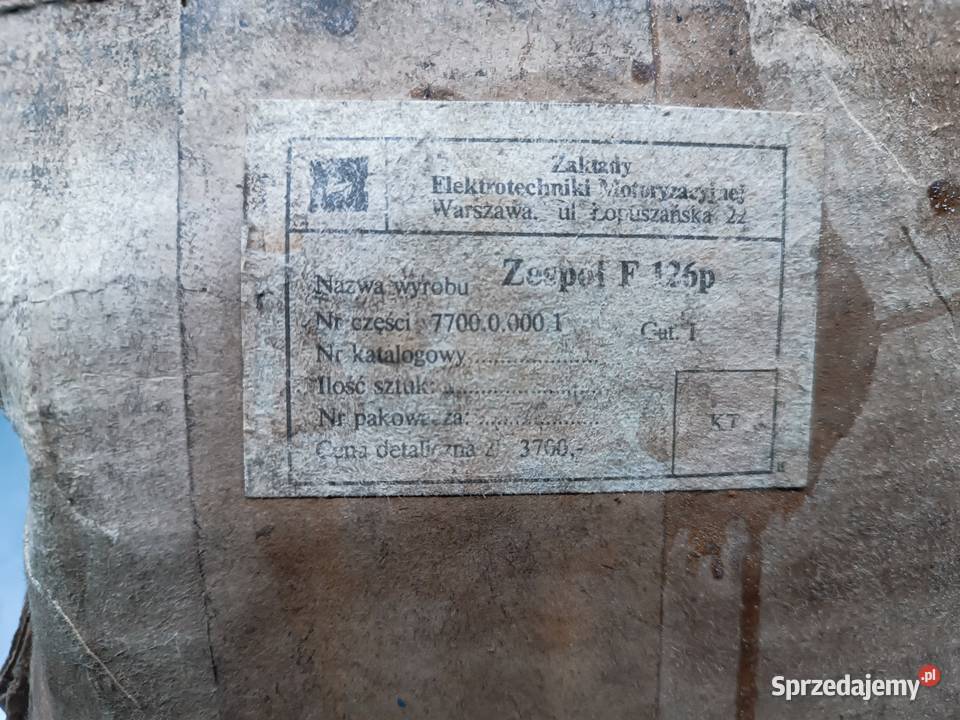 Zakłady
Elektrotechniki Motoryzacyjnej
Warszawa, ul Łopuszańska 22
Nazwa wyrobu Zespół F 126p
Nr części 7700.0.000 1
Gat. I
Nr katalogowy....................
Ilość sztuk:.........................
Nr pakowacza:....................
Cena detaliczna zł 3700,-
KT
Sprzedajemy.pl